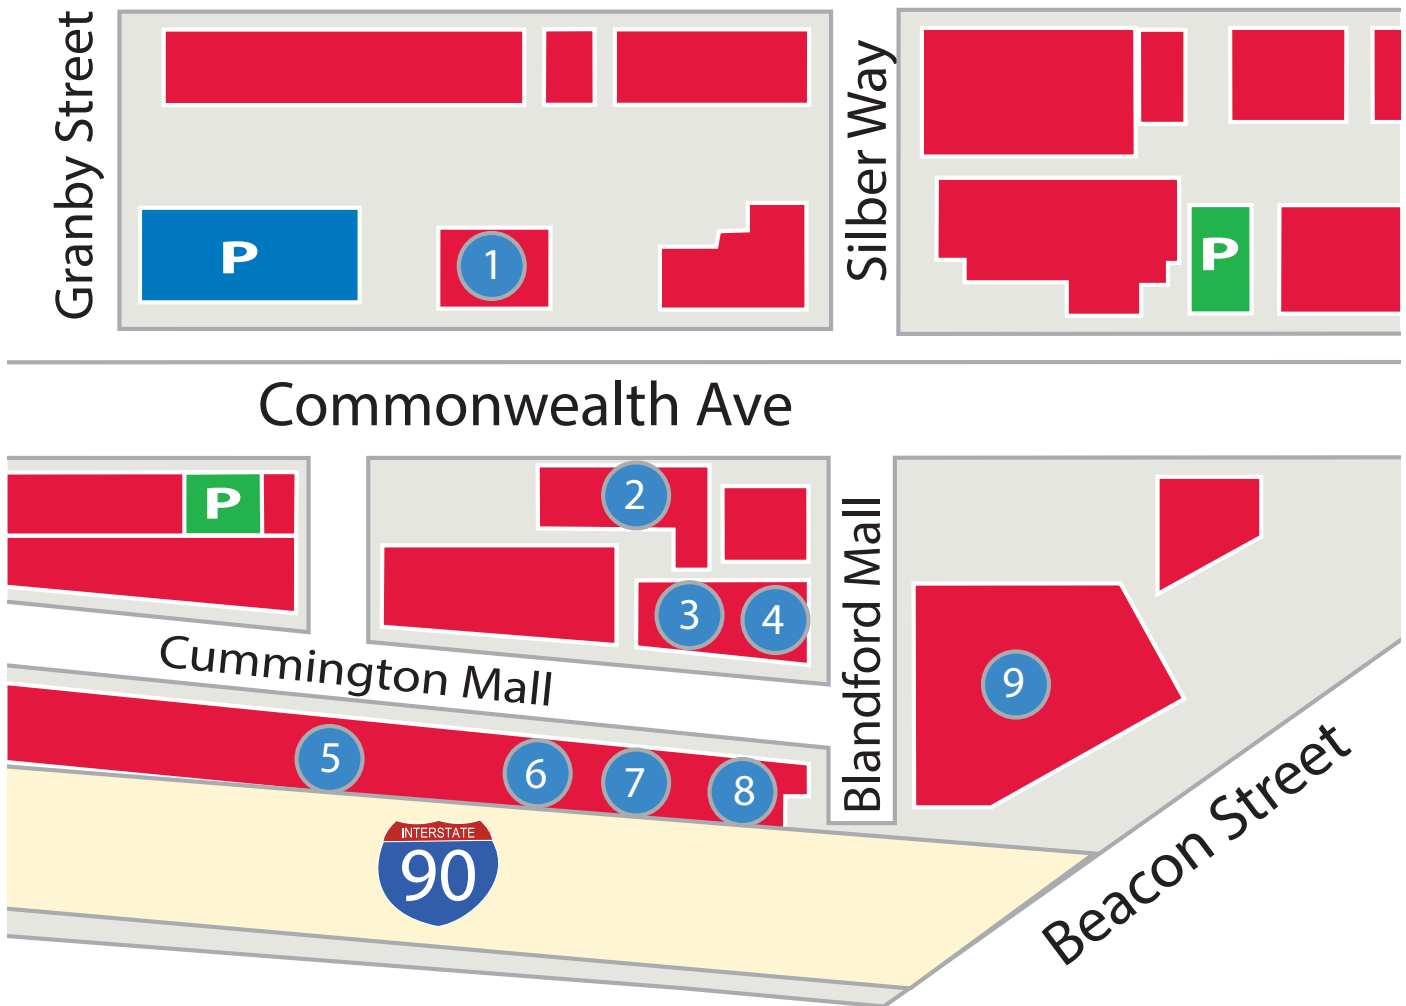 Granby Street
Silber Way
P
1
P
Commonwealth Ave
P
2
3
4
Blandford Mall
Cummington Mall
9
5
6
7
8
INTERSTATE
90
Beacon Street